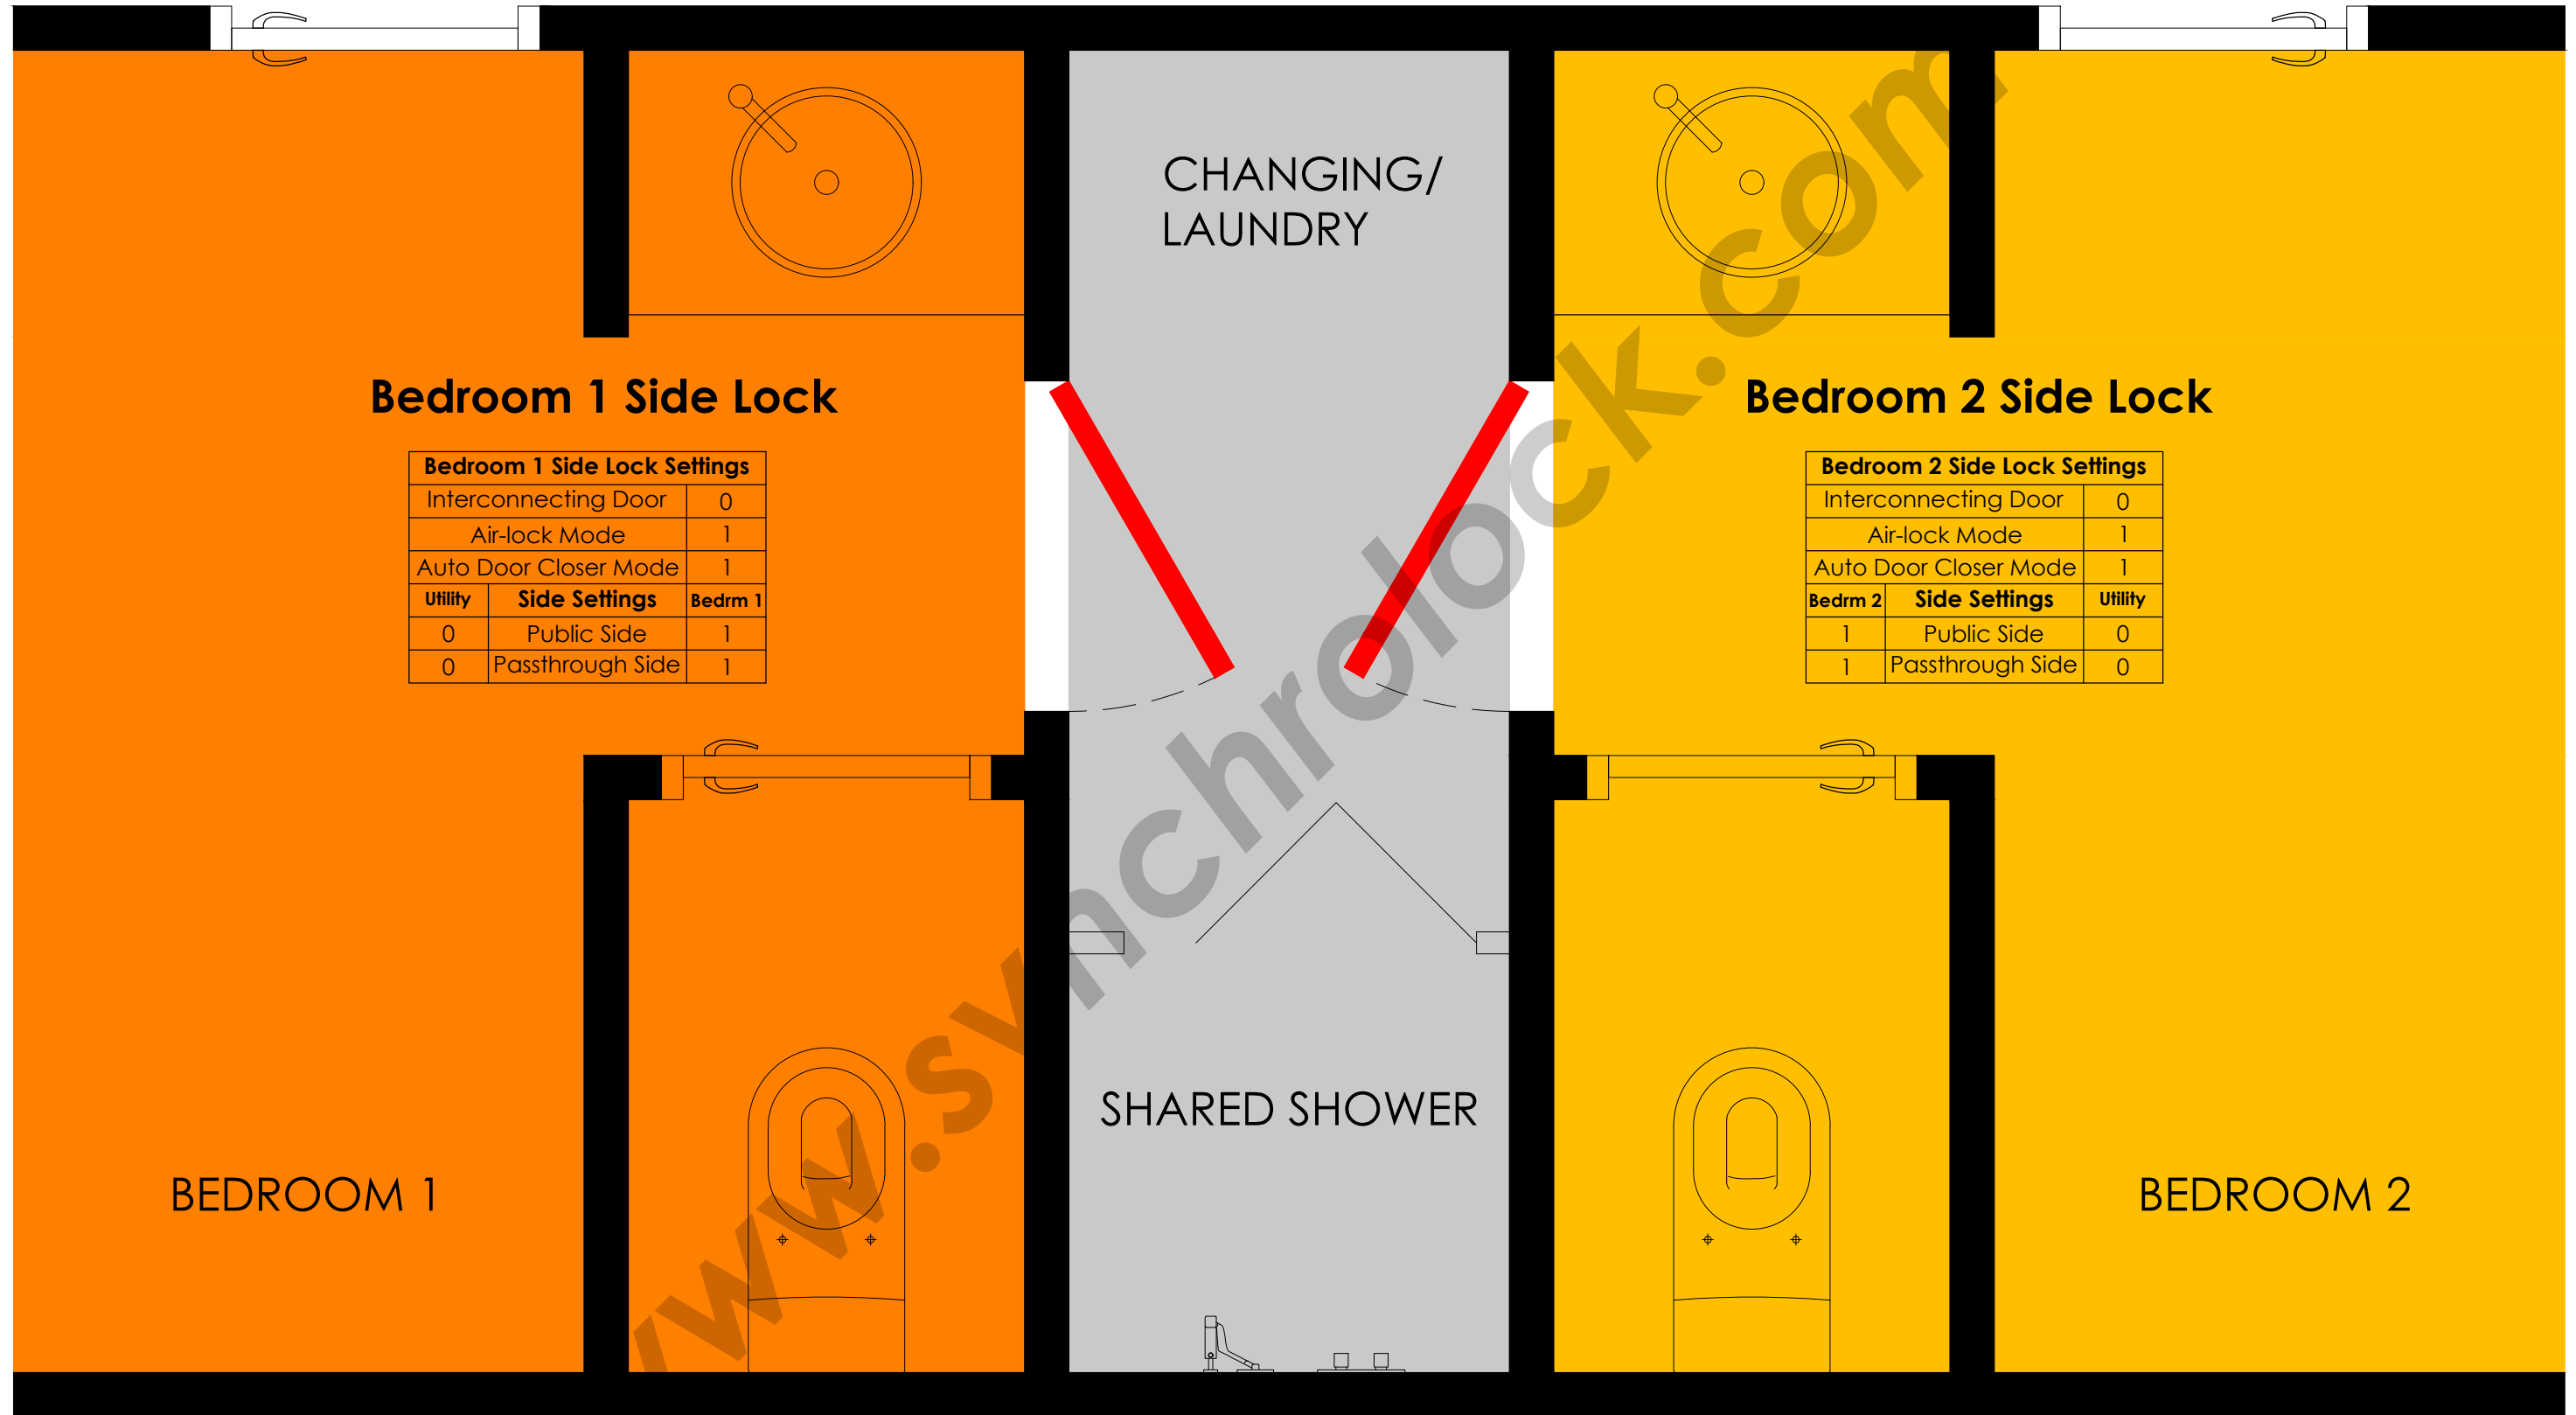 CHANGING/
LAUNDRY
Bedroom 1 Side Lock
Bedroom 1 Side Lock Settings
Interconnecting Door 0
Air-lock Mode 1
Auto Door Closer Mode 1
Utility Side Settings Bedrm 1
0 Public Side 1
0 Passthrough Side 1
Bedroom 2 Side Lock
Bedroom 2 Side Lock Settings
Interconnecting Door 0
Air-lock Mode 1
Auto Door Closer Mode 1
Bedrm 2 Side Settings Utility
1 Public Side 0
1 Passthrough Side 0
SHARED SHOWER
BEDROOM 1
BEDROOM 2
www.synchrolock.com